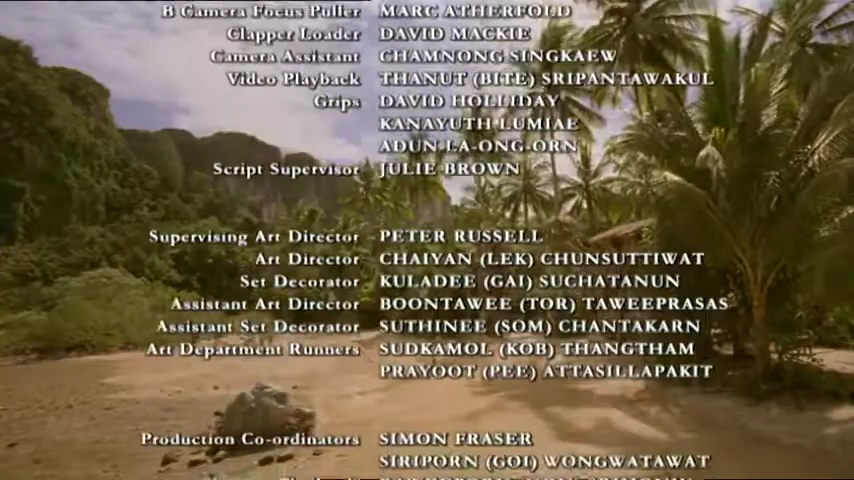 B Camera Focus Puller MARC ATHERFOLD
Clapper Loader DAVID MACKIE
Camera Assistant CHAMNONG SINGKAEW
Video Playback THANUT (BITE) SRIPANTAWAKUL
Grips DAVID HOLLIDAY
KANAYUTH LUMIAE
ADUN LA-ONG-ORN
Script Supervisor JULIE BROWN
Supervising Art Director PETER RUSSELL
Art Director CHAIYAN (LEK) CHUNSUTTIWAT
Set Decorator KULADEE (GAI) SUCHATANUN
Assistant Art Director BOONTAWEE (TOR) TAWEEPRASAS
Assistant Set Decorator SUTHINEE (SOM) CHANTAKARN
Art Department Runners SUDKAMOL (KOB) THANGTHAM
PRAYOOT (PEE) ATTASILLAPAKIT
Production Co-ordinators SIMON FRASER
SIRIPORN (GOI) WONGWATAWAT